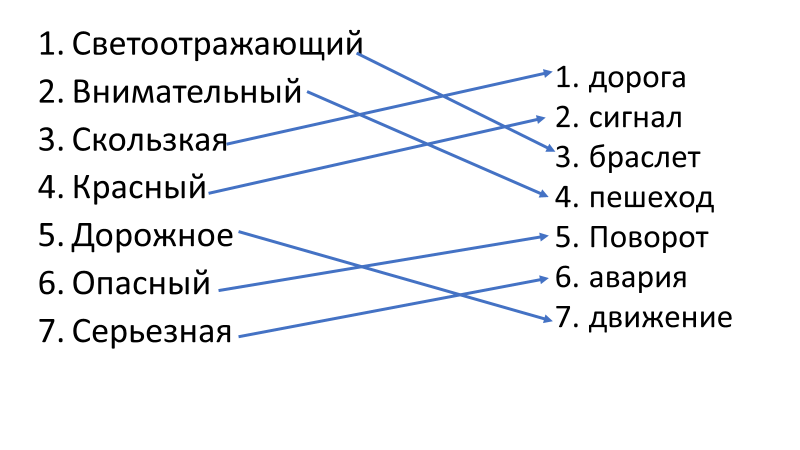 1. Светоотражающий
2. Внимательный
3. Скользкая
4. Красный
5. Дорожное
6. Опасный
7. Серьезная
1. дорога
2. сигнал
3. браслет
4. пешеход
5. Поворот
6. авария
7. движение